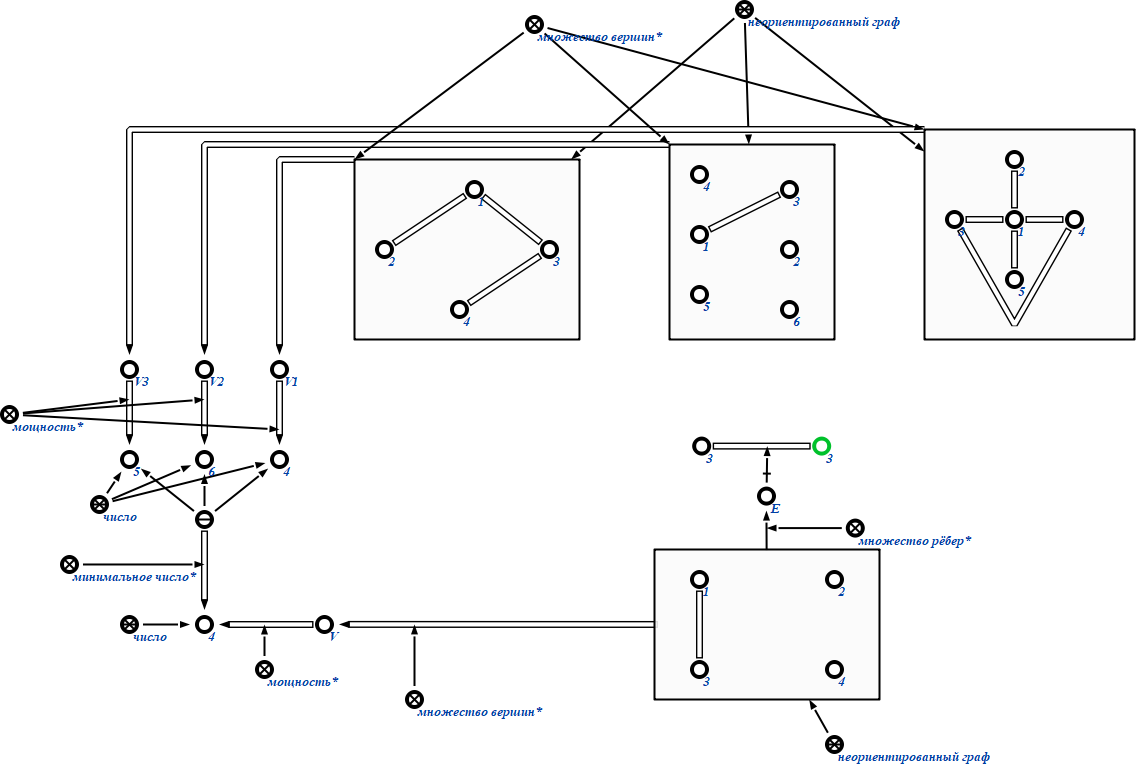 неориентированный граф
множество вершин*
2
4
3
1
3
1
4
1
2
2
3
5
4
5
6
V3
V2
V1
мощность*
3
3
5
6
4
E
число
множество рёбер*
минимальное число*
1
2
число
4
V
3
4
мощность*
множество вершин*
неориентированный граф